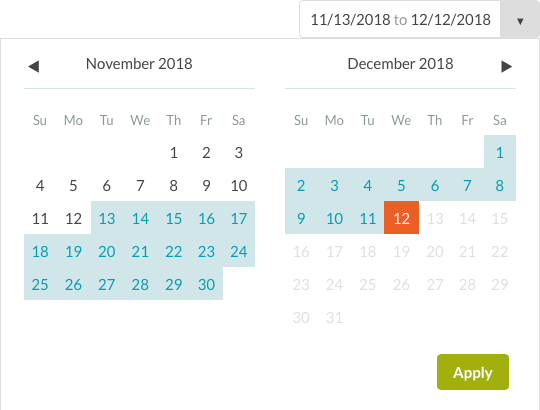 11/13/2018 to 12/12/2018 ▼
◀ November 2018
Su Mo Tu We Th Fr Sa
1 2 3
4 5 6 7 8 9 10
11 12 13 14 15 16 17
18 19 20 21 22 23 24
25 26 27 28 29 30
December 2018 ▶
Su Mo Tu We Th Fr Sa
1
2 3 4 5 6 7 8
9 10 11 12 13 14 15
16 17 18 19 20 21 22
23 24 25 26 27 28 29
30 31
Apply